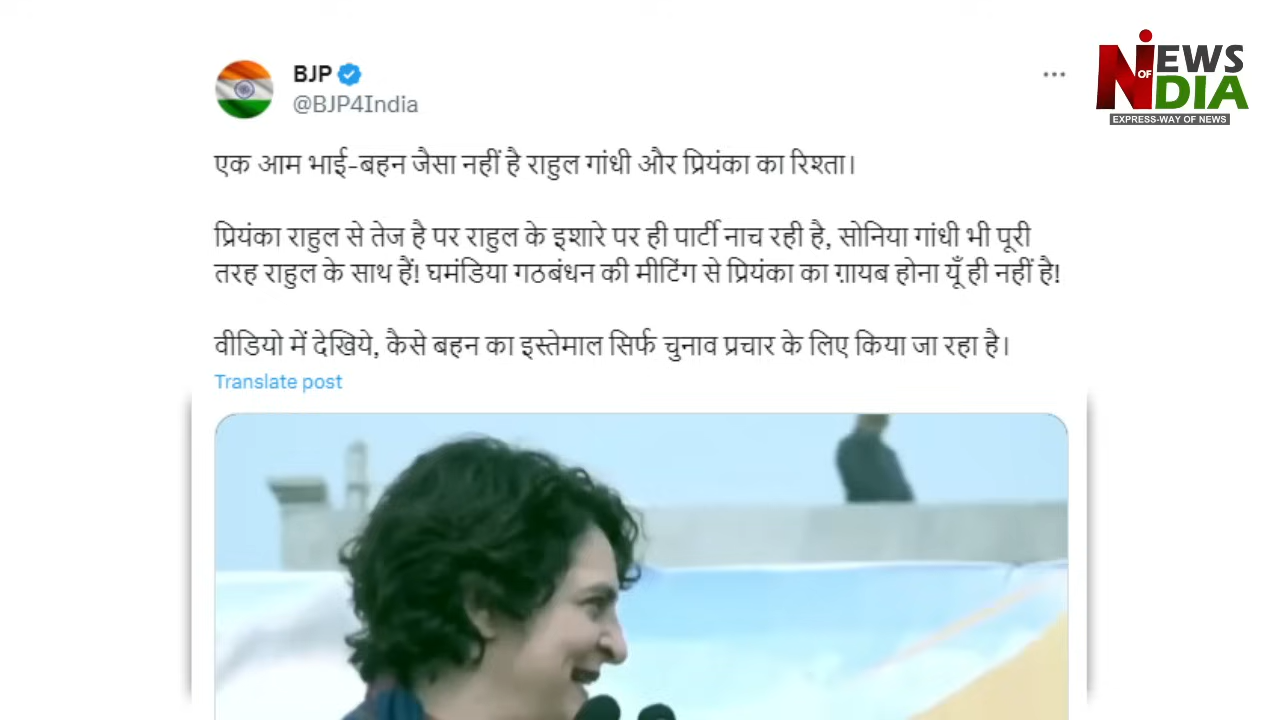 BJP
@BJP4India
एक आम भाई-बहन जैसा नहीं है राहुल गांधी और प्रियंका का रिश्ता।
प्रियंका राहुल से तेज है पर राहुल के इशारे पर ही पार्टी नाच रही है, सोनिया गांधी भी पूरी
तरह राहुल के साथ हैं! घमंडिया गठबंधन की मीटिंग से प्रियंका का ग़ायब होना यूँ ही नहीं है!
वीडियो में देखिये, कैसे बहन का इस्तेमाल सिर्फ चुनाव प्रचार के लिए किया जा रहा है।
Translate post
NEWS
OF
INDIA
EXPRESS-WAY OF NEWS